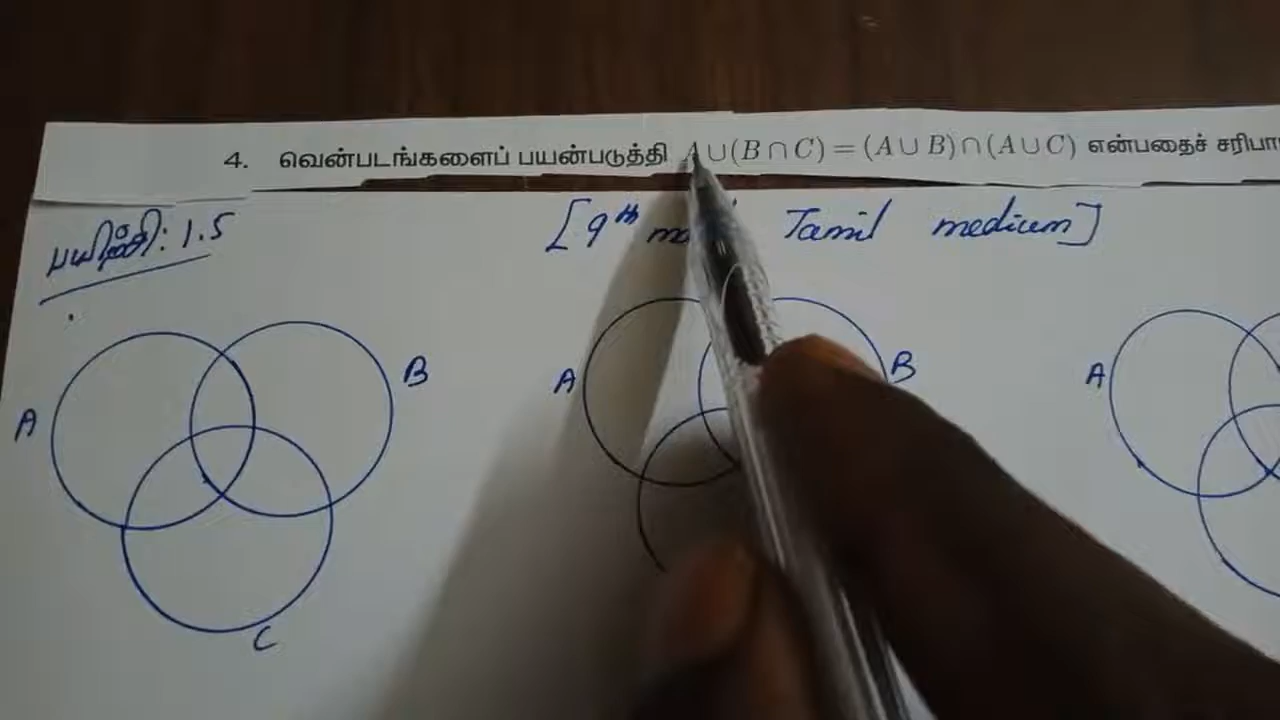 4. வென்படங்களைப் பயன்படுத்தி A∪(B∩C)=(A∪B)∩(A∪C) என்பதைச்
பயிற்சி: 1.5
[9th Tamil medium]
A B C
A B
A